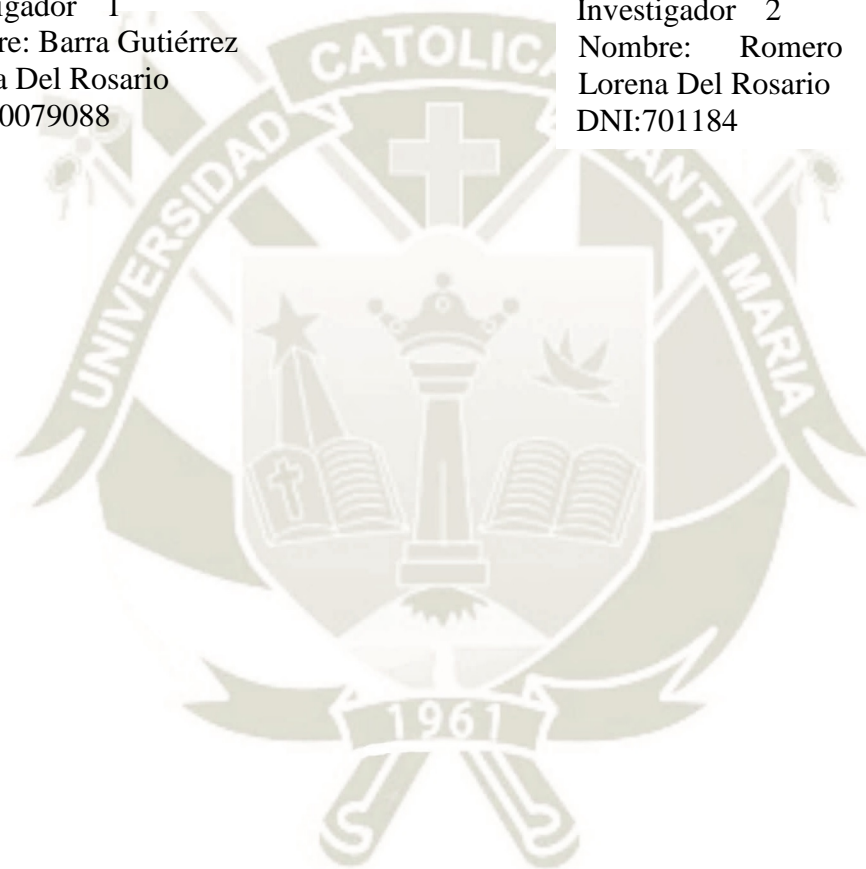 igador 1
re: Barra Gutiérrez
a Del Rosario
0079088
Investigador 2
Nombre: Romero
Lorena Del Rosario
DNI:701184
UNIVERSIDAD CATOLICA SANTA MARIA
1961